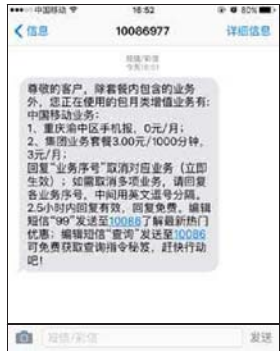 中国移动 16:52 80%
信息 10086977 详细信息
短信/彩信
尊敬的客户，除套餐内包含的业务
外，您正在使用的包月类增值业务有：
中国移动业务：
1、重庆渝中区手机报，0元/月；
2、集团业务套餐3.00元/1000分钟，
3元/月；
回复“业务序号”取消对应业务（立即
生效）；如需取消多项业务，请回复
各业务序号，中间用英文逗号分隔。
2.5小时内回复有效，回复免费。编辑
短信“99”发送至10086了解最新热门
优惠；编辑短信“查询”发送至10086
可免费获取查询指令秘笈，赶快行动
吧！
短信/彩信 发送